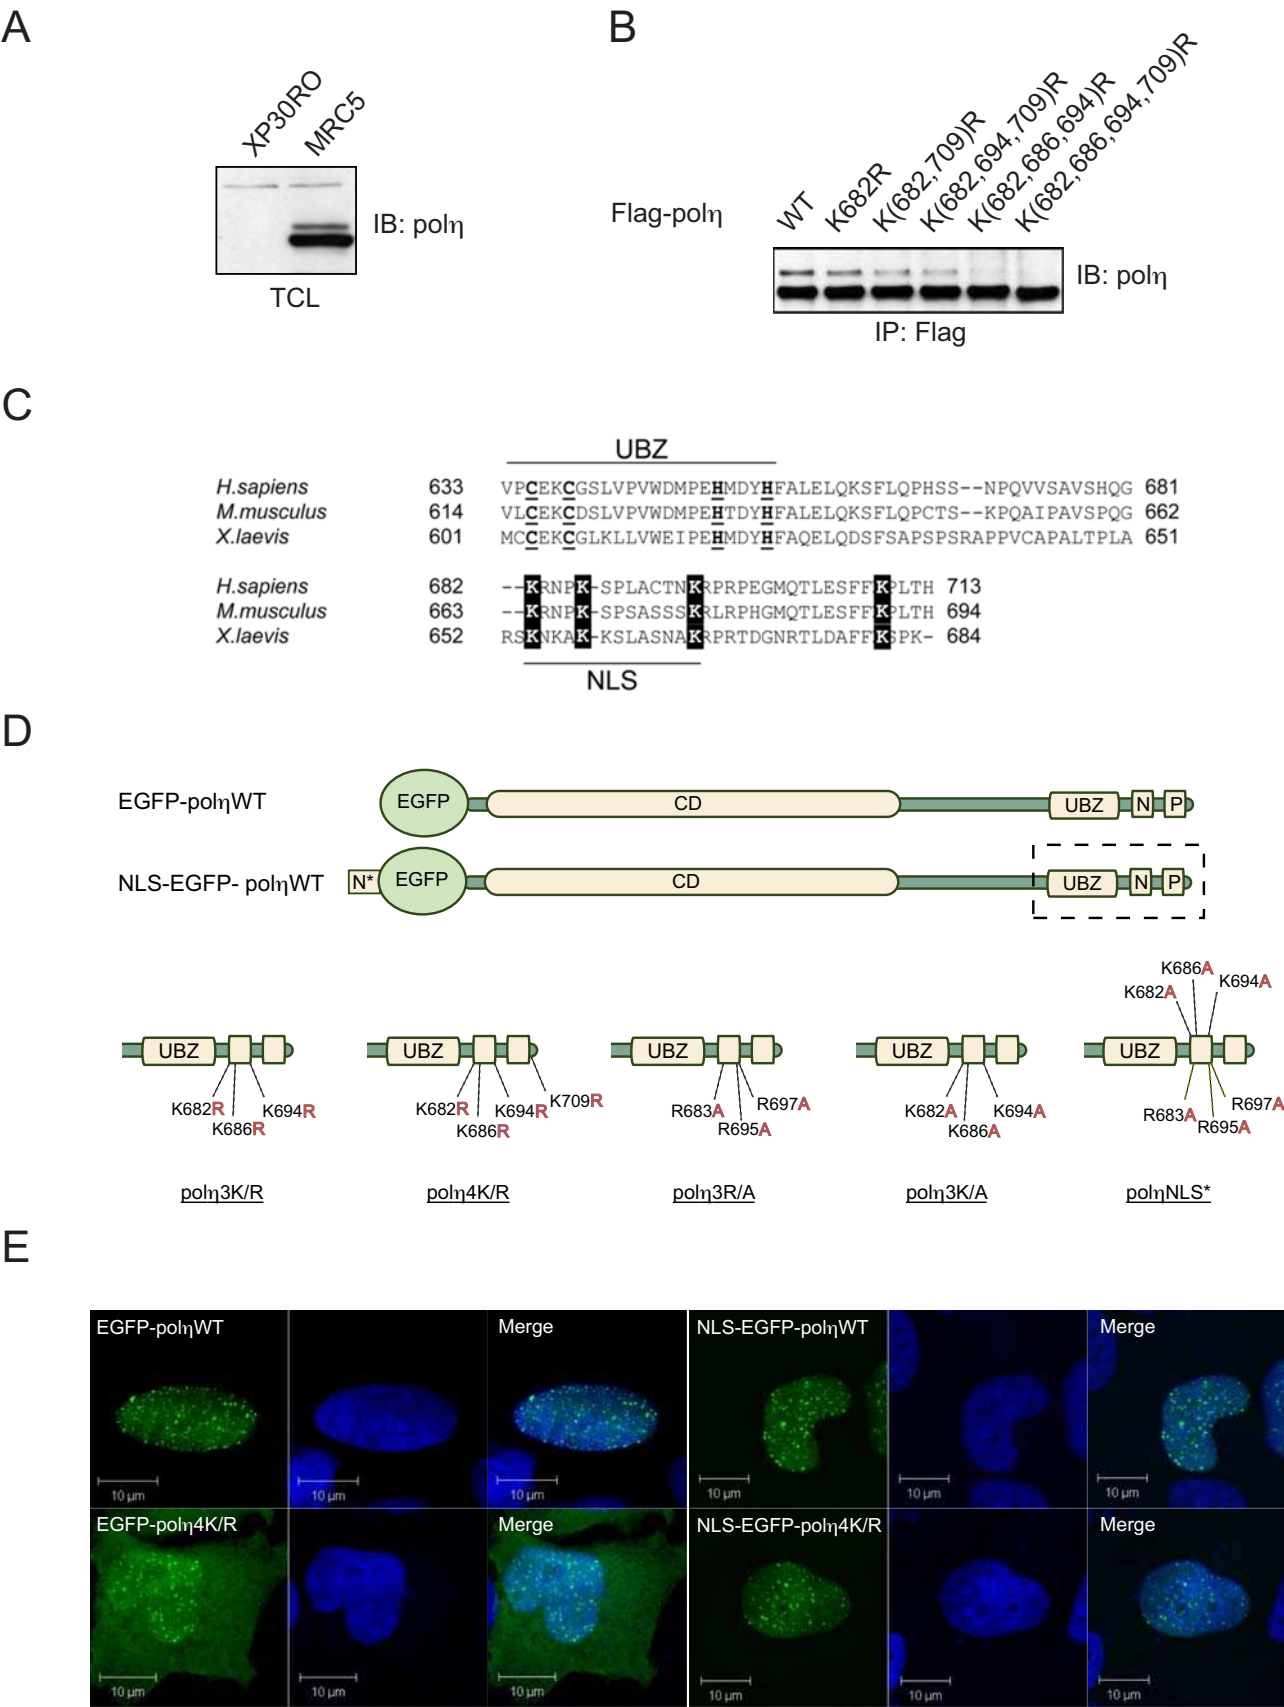 A
XP30RO
MRC5
IB: polη
TCL
B
Flag-polη
WT
K682R
K(682,709)R
K(682,694,709)R
K(682,686,694)R
K(682,686,694,709)R
IB: polη
IP: Flag
C
UBZ
H.sapiens 633 VPCEKCGSLVPVWDMPEHMDYHFALELQKSFLQPHSS--NPQVVSAVSHQG 681
M.musculus 614 VLCEKCDSLVPVWDMPEHTDYHFALELQKSFLQPCTS--KPQAIPAVSPQG 662
X.laevis 601 MCCEKCGLKLLVWEIPEHMDYHFAQELQDSFSAPSPSRAPPVCAPALTPLA 651
H.sapiens 682 --KRNPK-SPLACTNKRPRPEGMQTLESFFKPLTH 713
M.musculus 663 --KRNPK-SPSASSSKRLRPHGMQTLESFFKPLTH 694
X.laevis 652 RSKNKAK-KSLASNAKRPRTDGNRTLDAFFKSPK- 684
NLS
D
EGFP-polηWT
EGFP CD UBZ N P
NLS-EGFP- polηWT
N* EGFP CD UBZ N P
UBZ
K682R
K686R
K694R
polη3K/R
UBZ
K682R
K686R
K694R
K709R
polη4K/R
UBZ
R683A
R695A
R697A
polη3R/A
UBZ
K682A
K686A
K694A
polη3K/A
K682A
K686A
K694A
UBZ
R683A
R695A
R697A
polηNLS*
E
EGFP-polηWT
Merge
NLS-EGFP-polηWT
Merge
10 µm
10 µm
10 µm
10 µm
10 µm
10 µm
EGFP-polη4K/R
Merge
NLS-EGFP-polη4K/R
Merge
10 µm
10 µm
10 µm
10 µm
10 µm
10 µm